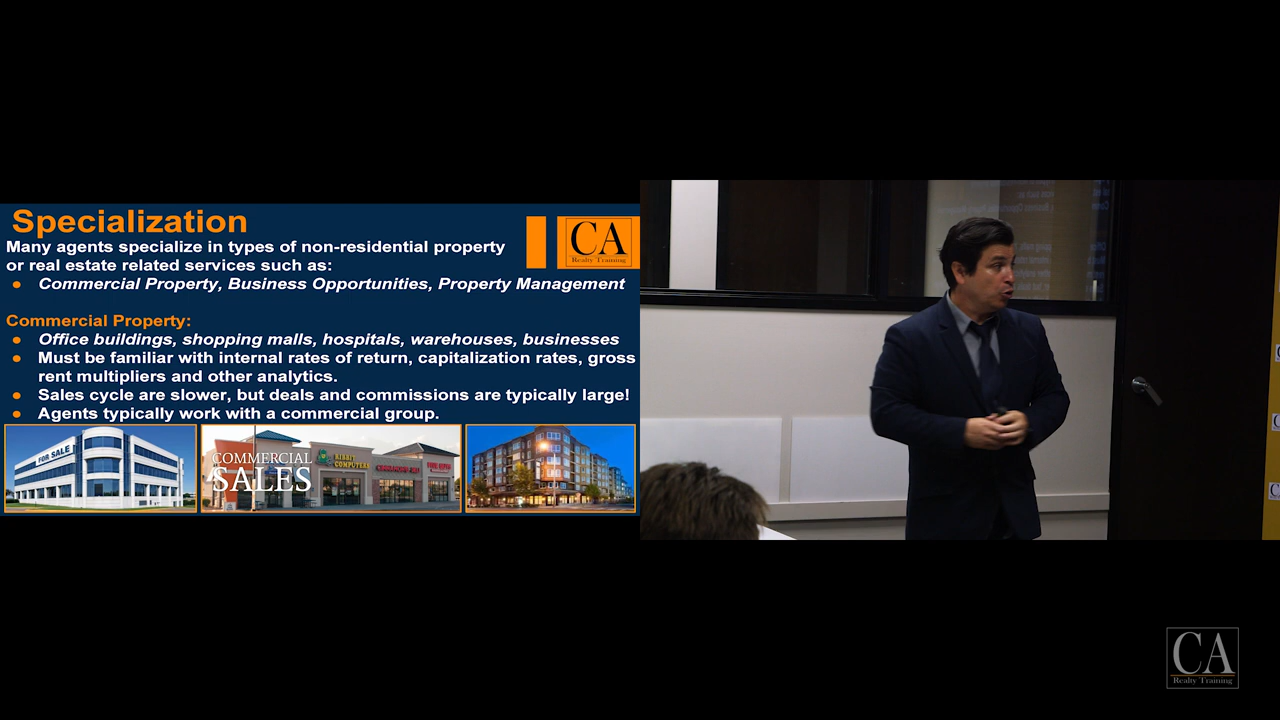 Specialization
Many agents specialize in types of non-residential property
or real estate related services such as:
● Commercial Property, Business Opportunities, Property Management
CA
Realty Training
Commercial Property:
● Office buildings, shopping malls, hospitals, warehouses, businesses
● Must be familiar with internal rates of return, capitalization rates, gross
rent multipliers and other analytics.
● Sales cycle are slower, but deals and commissions are typically large!
● Agents typically work with a commercial group.
FOR SALE
COMMERCIAL
SALES
COMPUTERS
CA
Realty Training